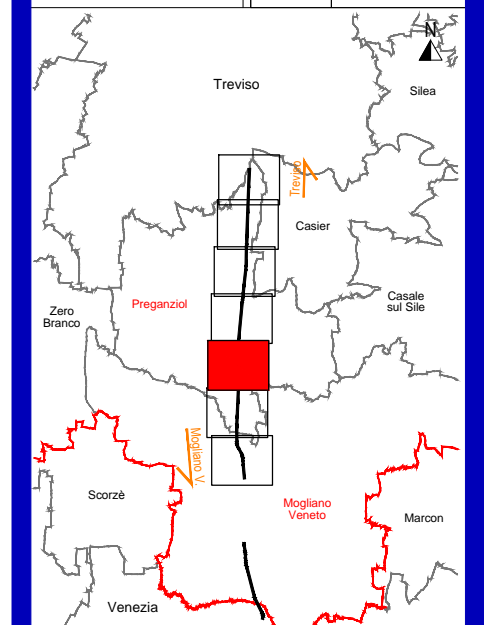 N
Treviso
Silea
Treviso
Casier
Preganziol
Casale
sul Sile
Zero
Branco
Mogliano V.
Scorzè
Mogliano
Veneto
Marcon
Venezia